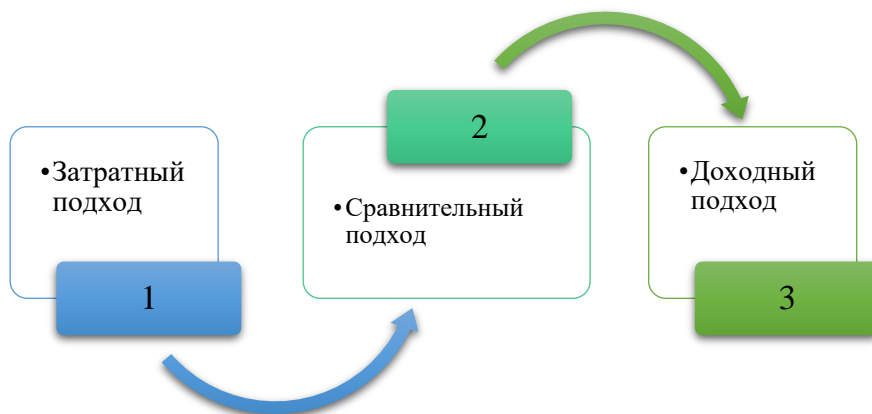 •Затратный
подход
1
2
•Сравнительный
подход
•Доходный
подход
3